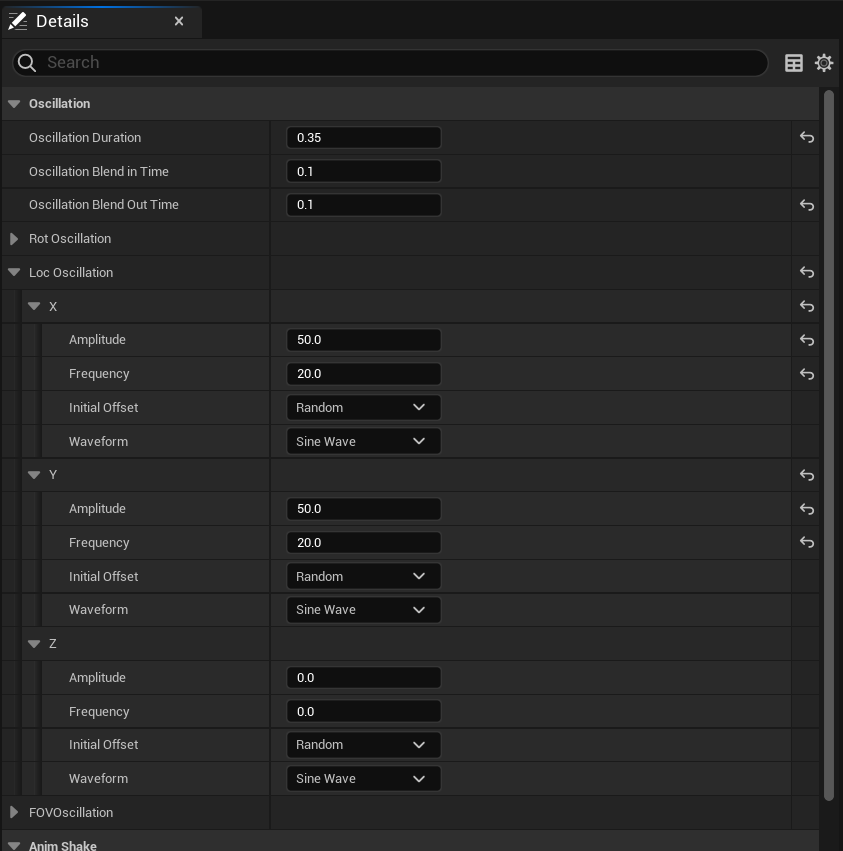 Details
Search
Oscillation
Oscillation Duration 0.35
Oscillation Blend in Time 0.1
Oscillation Blend Out Time 0.1
Rot Oscillation
Loc Oscillation
X
Amplitude 50.0
Frequency 20.0
Initial Offset Random
Waveform Sine Wave
Y
Amplitude 50.0
Frequency 20.0
Initial Offset Random
Waveform Sine Wave
Z
Amplitude 0.0
Frequency 0.0
Initial Offset Random
Waveform Sine Wave
FOVOscillation
Anim Shake